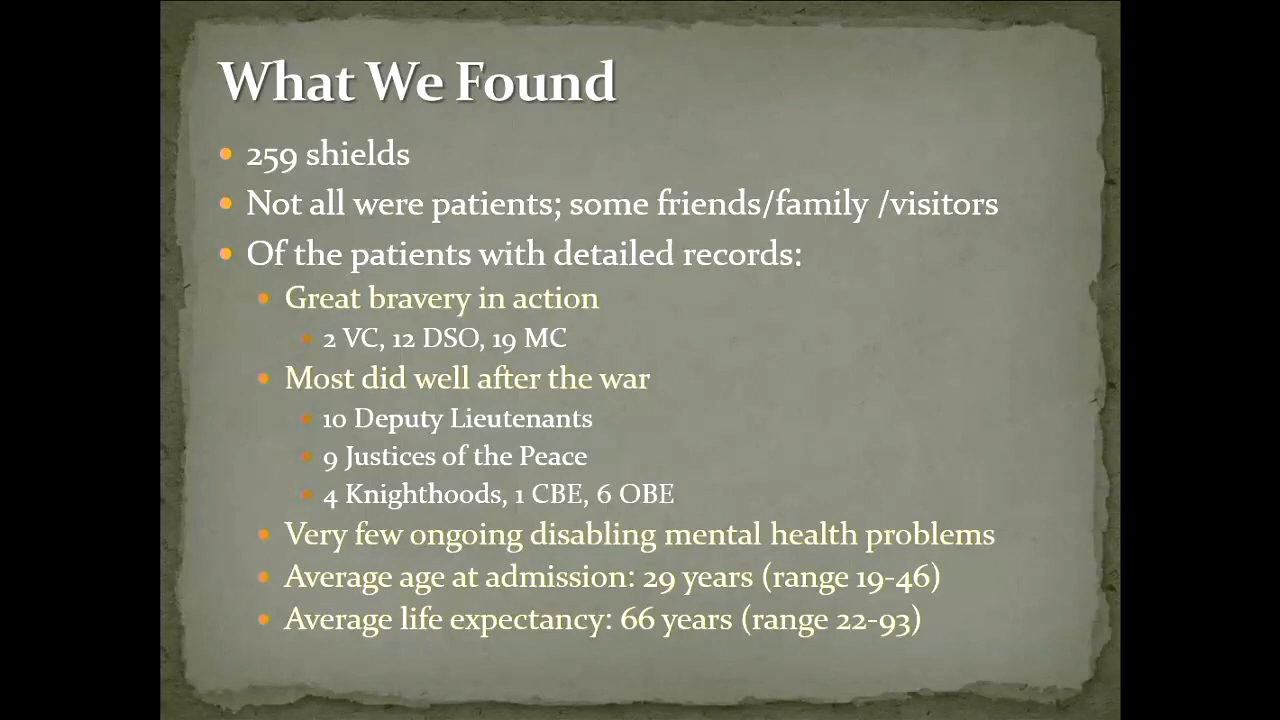 What We Found
259 shields
Not all were patients; some friends/family /visitors
Of the patients with detailed records:
Great bravery in action
2 VC, 12 DSO, 19 MC
Most did well after the war
10 Deputy Lieutenants
9 Justices of the Peace
4 Knighthoods, 1 CBE, 6 OBE
Very few ongoing disabling mental health problems
Average age at admission: 29 years (range 19-46)
Average life expectancy: 66 years (range 22-93)